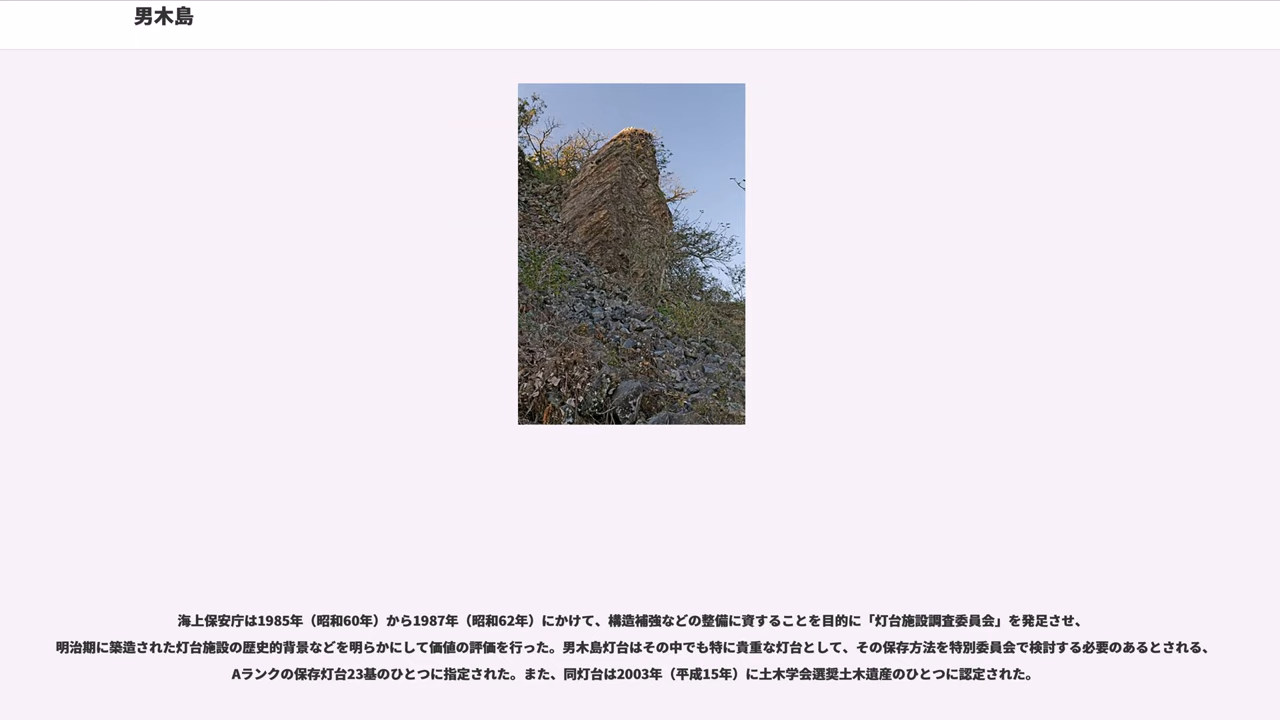 男木島
海上保安庁は1985年（昭和60年）から1987年（昭和62年）にかけて、構造補強などの整備に資することを目的に「灯台施設調査委員会」を発足させ、
明治期に築造された灯台施設の歴史的背景などを明らかにして価値の評価を行った。男木島灯台はその中でも特に貴重な灯台として、その保存方法を特別委員会で検討する必要のあるとされる、
Aランクの保存灯台23基のひとつに指定された。また、同灯台は2003年（平成15年）に土木学会選奨土木遺産のひとつに認定された。